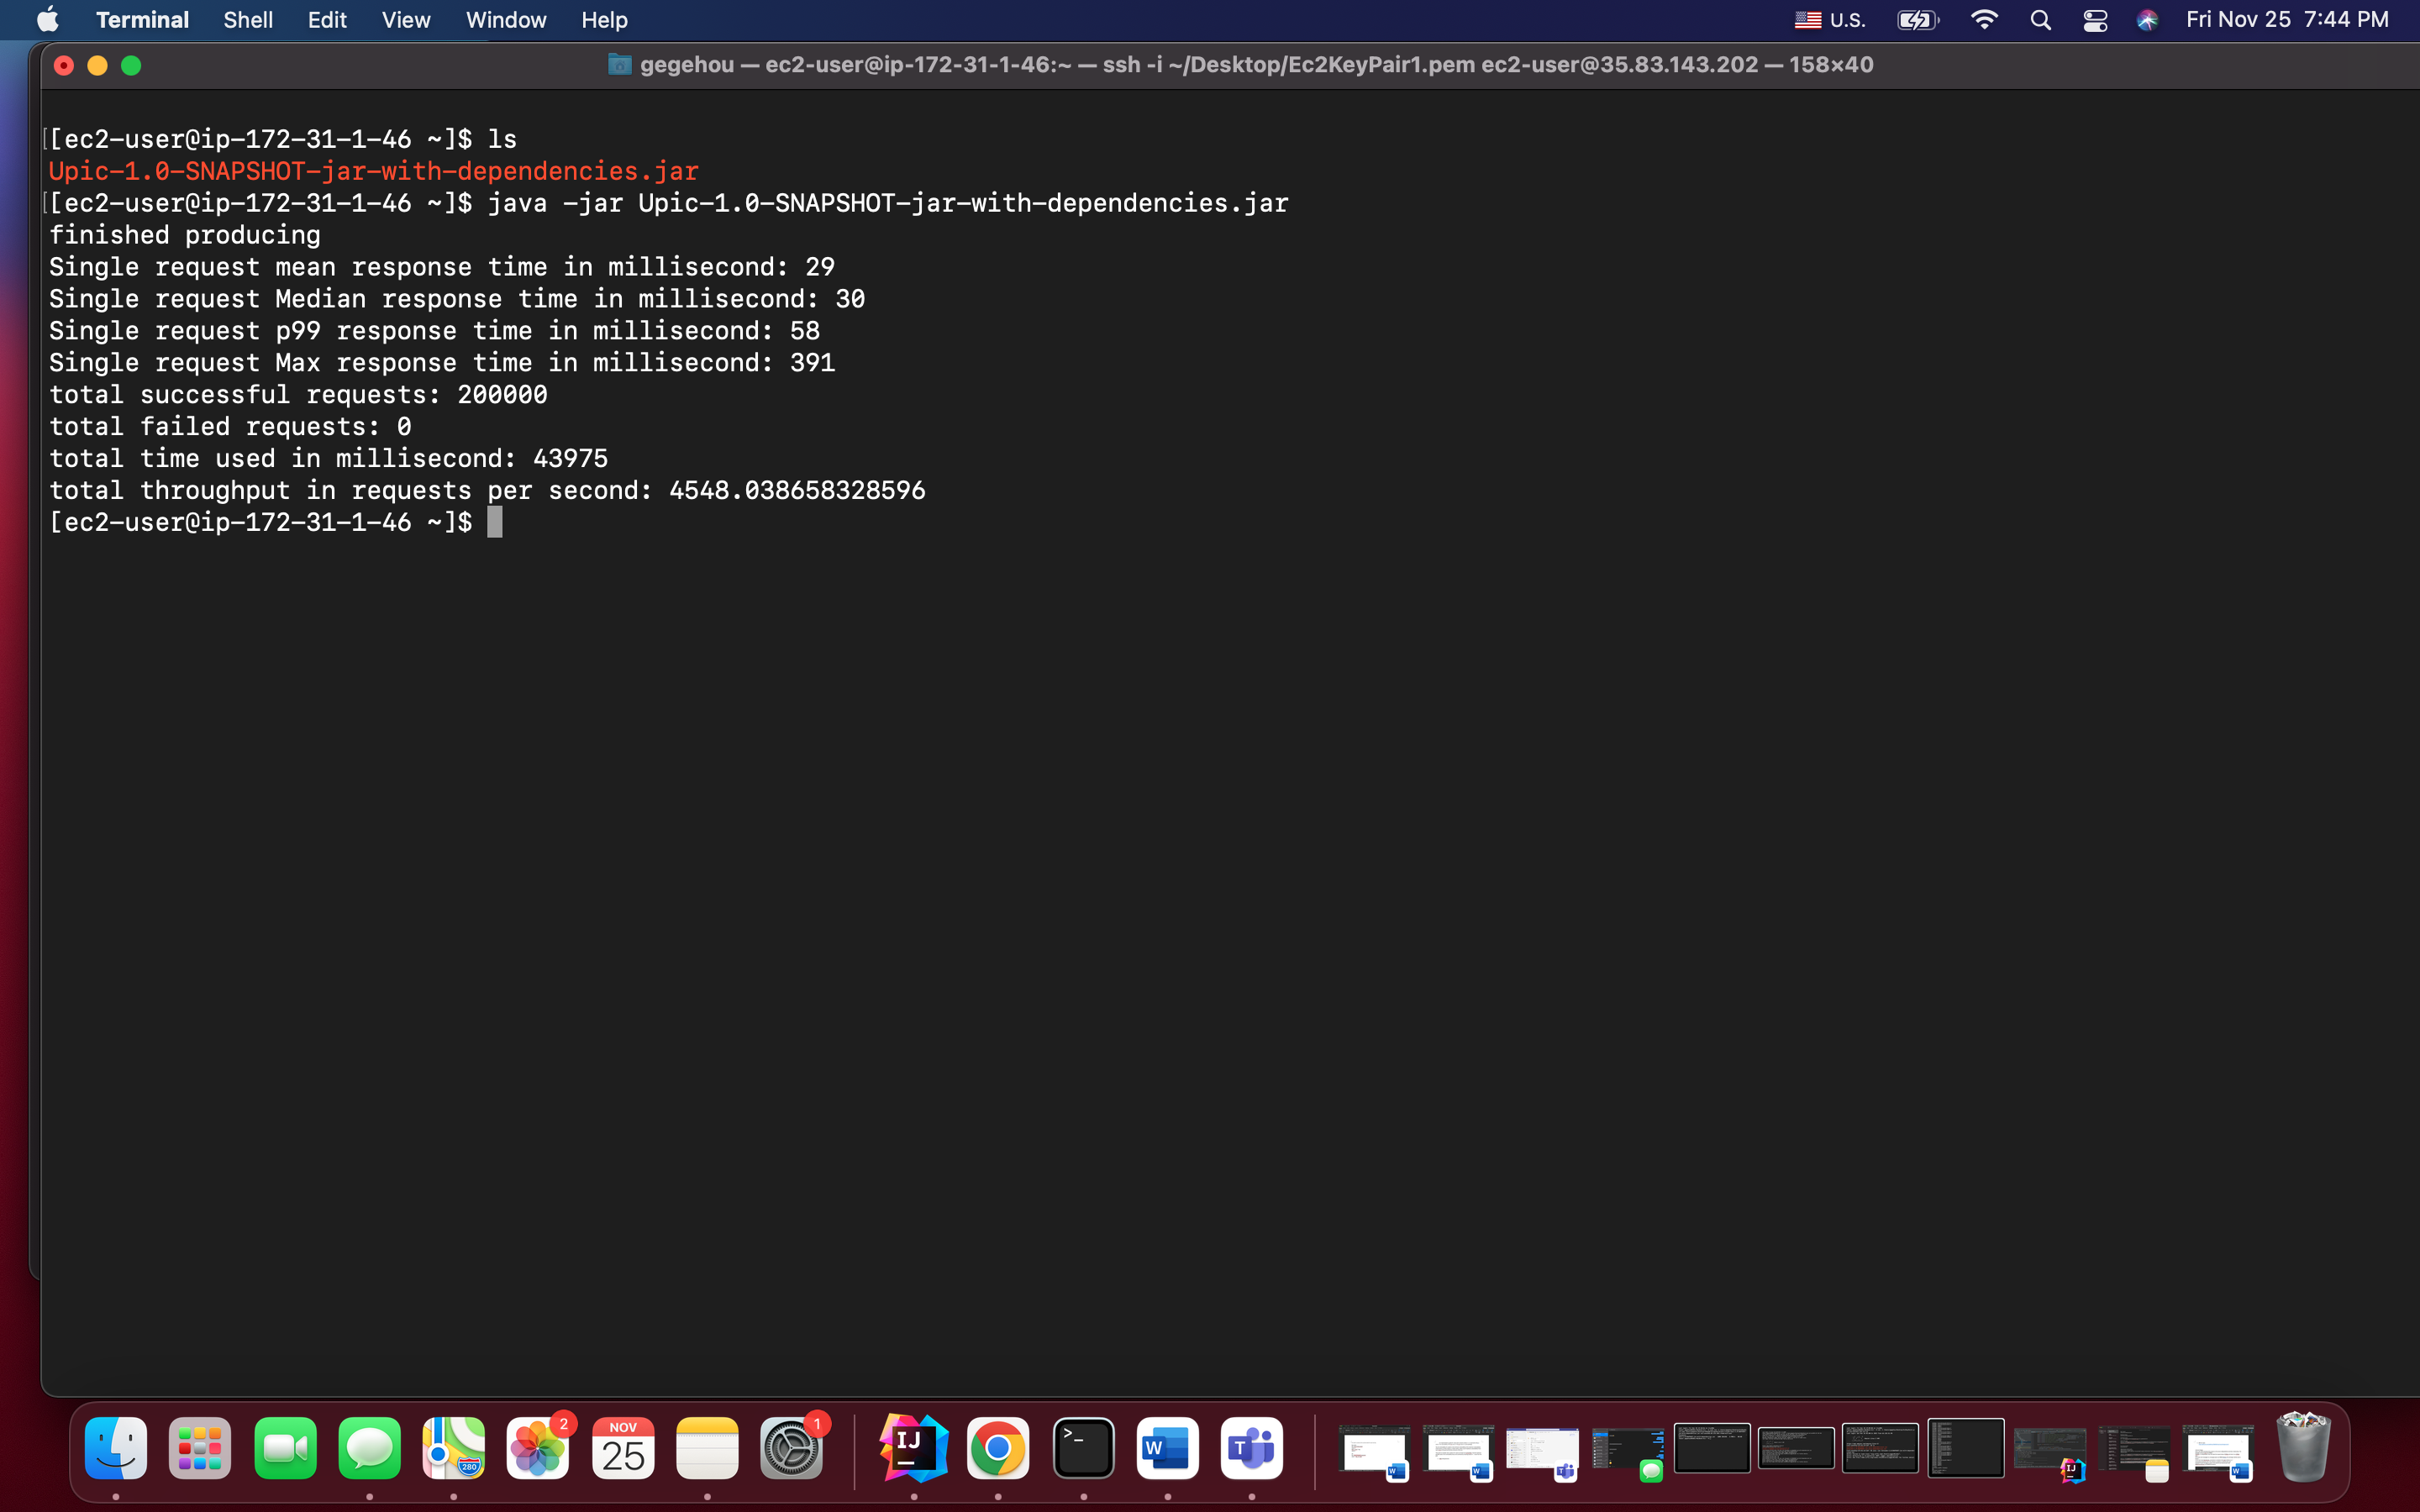 Terminal Shell Edit View Window Help U.S. Fri Nov 25 7:44 PM
gegehou — ec2-user@ip-172-31-1-46:~ — ssh -i ~/Desktop/Ec2KeyPair1.pem ec2-user@35.83.143.202 — 158×40
[[ec2-user@ip-172-31-1-46 ~]$ ls
Upic-1.0-SNAPSHOT-jar-with-dependencies.jar
[[ec2-user@ip-172-31-1-46 ~]$ java -jar Upic-1.0-SNAPSHOT-jar-with-dependencies.jar
finished producing
Single request mean response time in millisecond: 29
Single request Median response time in millisecond: 30
Single request p99 response time in millisecond: 58
Single request Max response time in millisecond: 391
total successful requests: 200000
total failed requests: 0
total time used in millisecond: 43975
total throughput in requests per second: 4548.038658328596
[ec2-user@ip-172-31-1-46 ~]$
280
2
NOV
25
1
IJ
>_
W
T